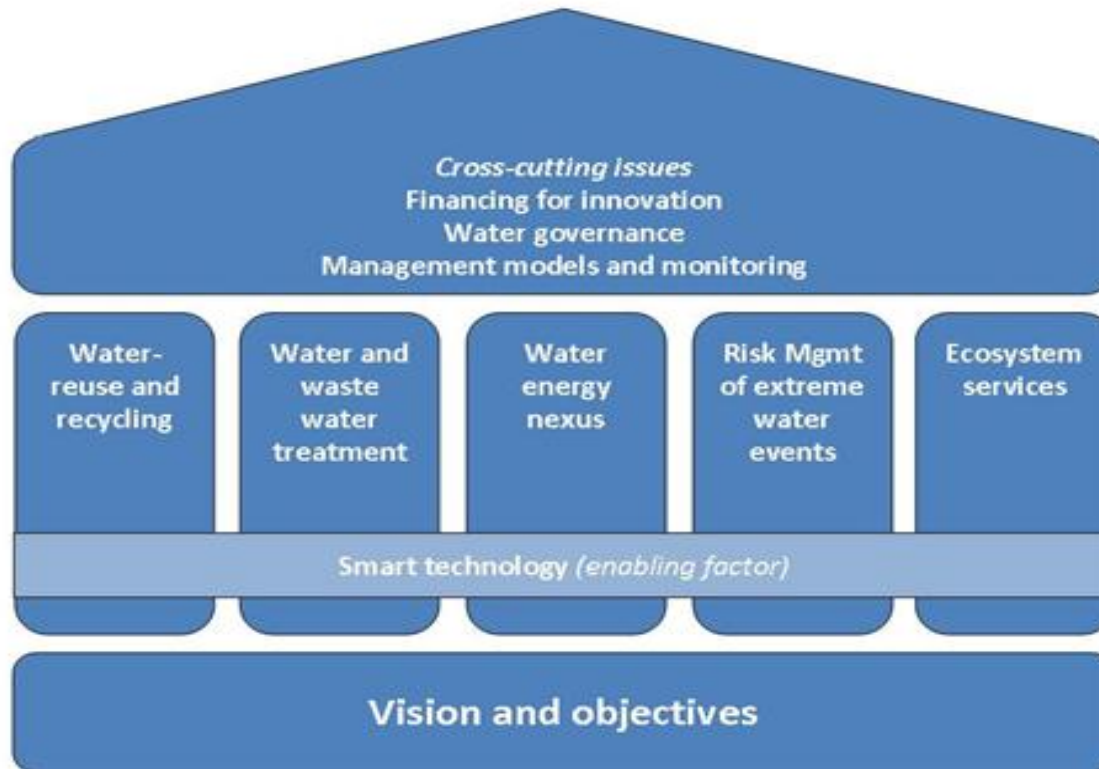 Cross-cutting issues
Financing for innovation
Water governance
Management models and monitoring
Water-
reuse and
recycling
Water and
waste
water
treatment
Water
energy
nexus
Risk Mgmt
of extreme
water
events
Ecosystem
services
Smart technology (enabling factor)
Vision and objectives